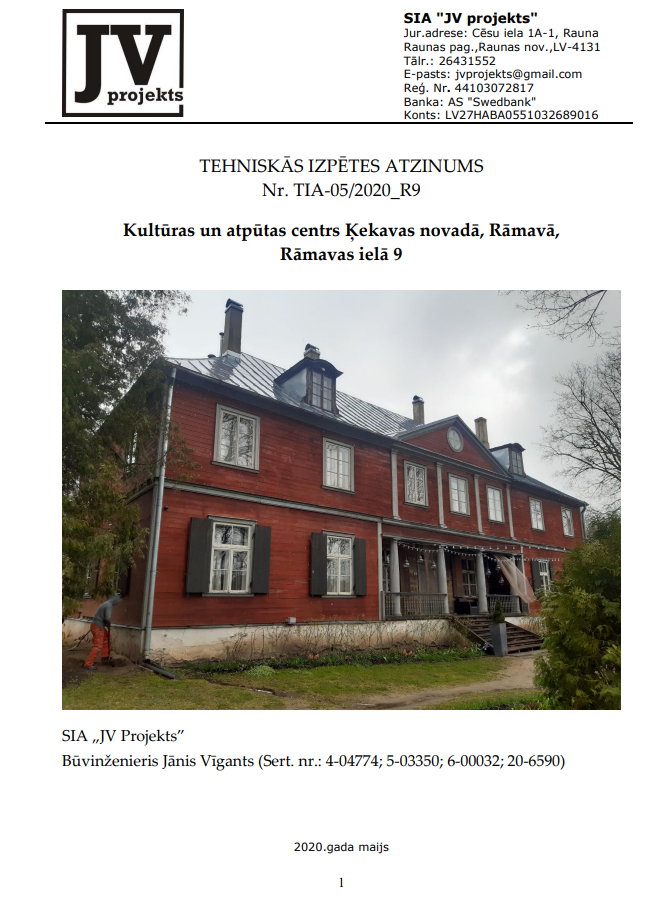 JV
projekts
SIA "JV projekts"
Jur.adrese: Cēsu iela 1A-1, Rauna
Raunas pag.,Raunas nov.,LV-4131
Tālr.: 26431552
E-pasts: jvprojekts@gmail.com
Reģ. Nr. 44103072817
Banka: AS "Swedbank"
Konts: LV27HABA0551032689016
TEHNISKĀS IZPĒTES ATZINUMS
Nr. TIA-05/2020_R9
Kultūras un atpūtas centrs Ķekavas novadā, Rāmavā,
Rāmavas ielā 9
SIA „JV Projekts”
Būvinženieris Jānis Vīgants (Sert. nr.: 4-04774; 5-03350; 6-00032; 20-6590)
2020.gada maijs
1